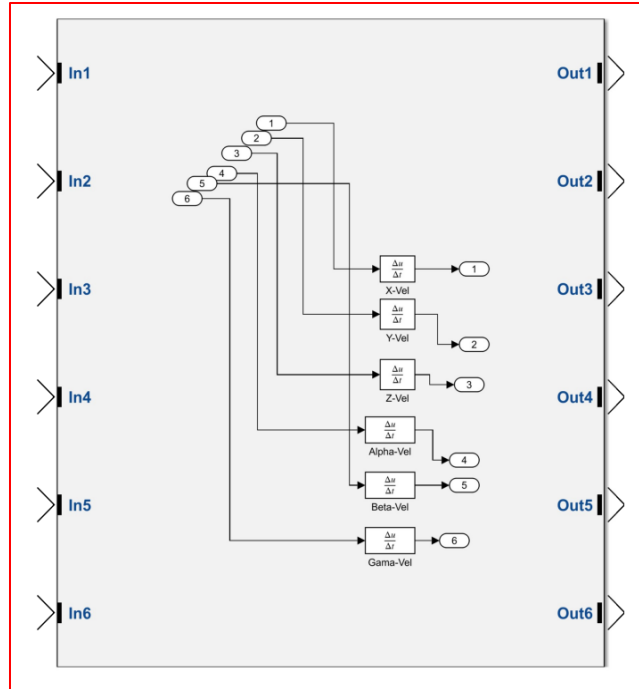 In1
Out1
1
2
3
In2
4
Out2
5
6
Δu
Δt
1
X-Vel
In3
Out3
Δu
Δt
Y-Vel
2
Δu
Δt
3
Z-Vel
In4
Out4
Δu
Δt
Alpha-Vel
4
Δu
Δt
5
Beta-Vel
In5
Out5
Δu
Δt
6
Gama-Vel
In6
Out6